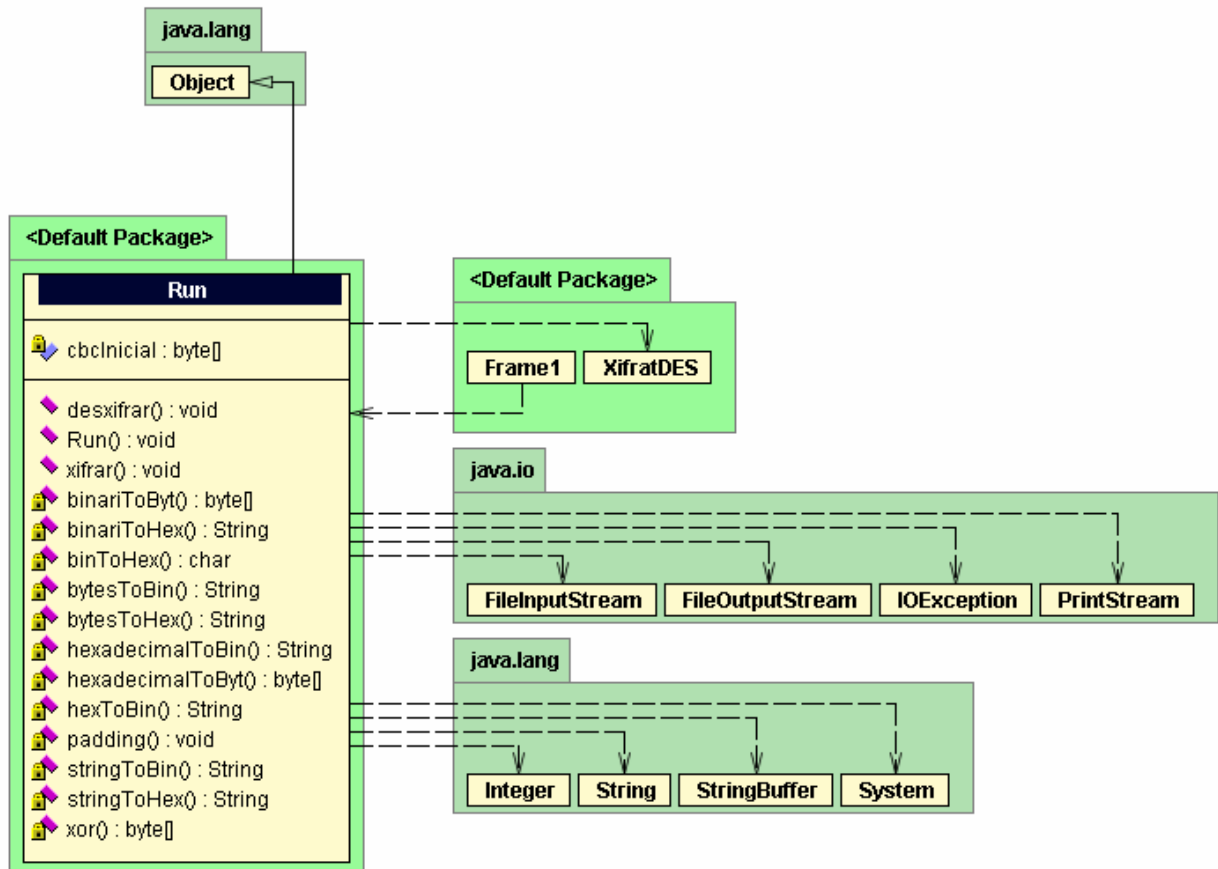 java.lang
Object
<Default Package>
Run
cbcInicial : byte[]
desxifrar() : void
Run() : void
xifrar() : void
binariToByt() : byte[]
binariToHex() : String
binToHex() : char
bytesToBin() : String
bytesToHex() : String
hexadecimalToBin() : String
hexadecimalToByt() : byte[]
hexToBin() : String
padding() : void
stringToBin() : String
stringToHex() : String
xor() : byte[]
<Default Package>
Frame1 XifratDES
java.io
FileInputStream FileOutputStream IOException PrintStream
java.lang
Integer String StringBuffer System